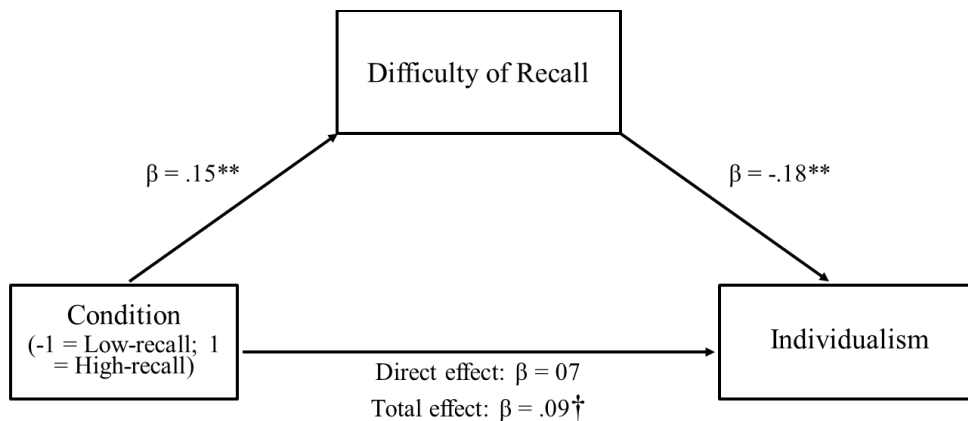 Difficulty of Recall
β = .15**
β = -.18**
Condition
(-1 = Low-recall; 1
= High-recall)
Individualism
Direct effect: β = 07
Total effect: β = .09†